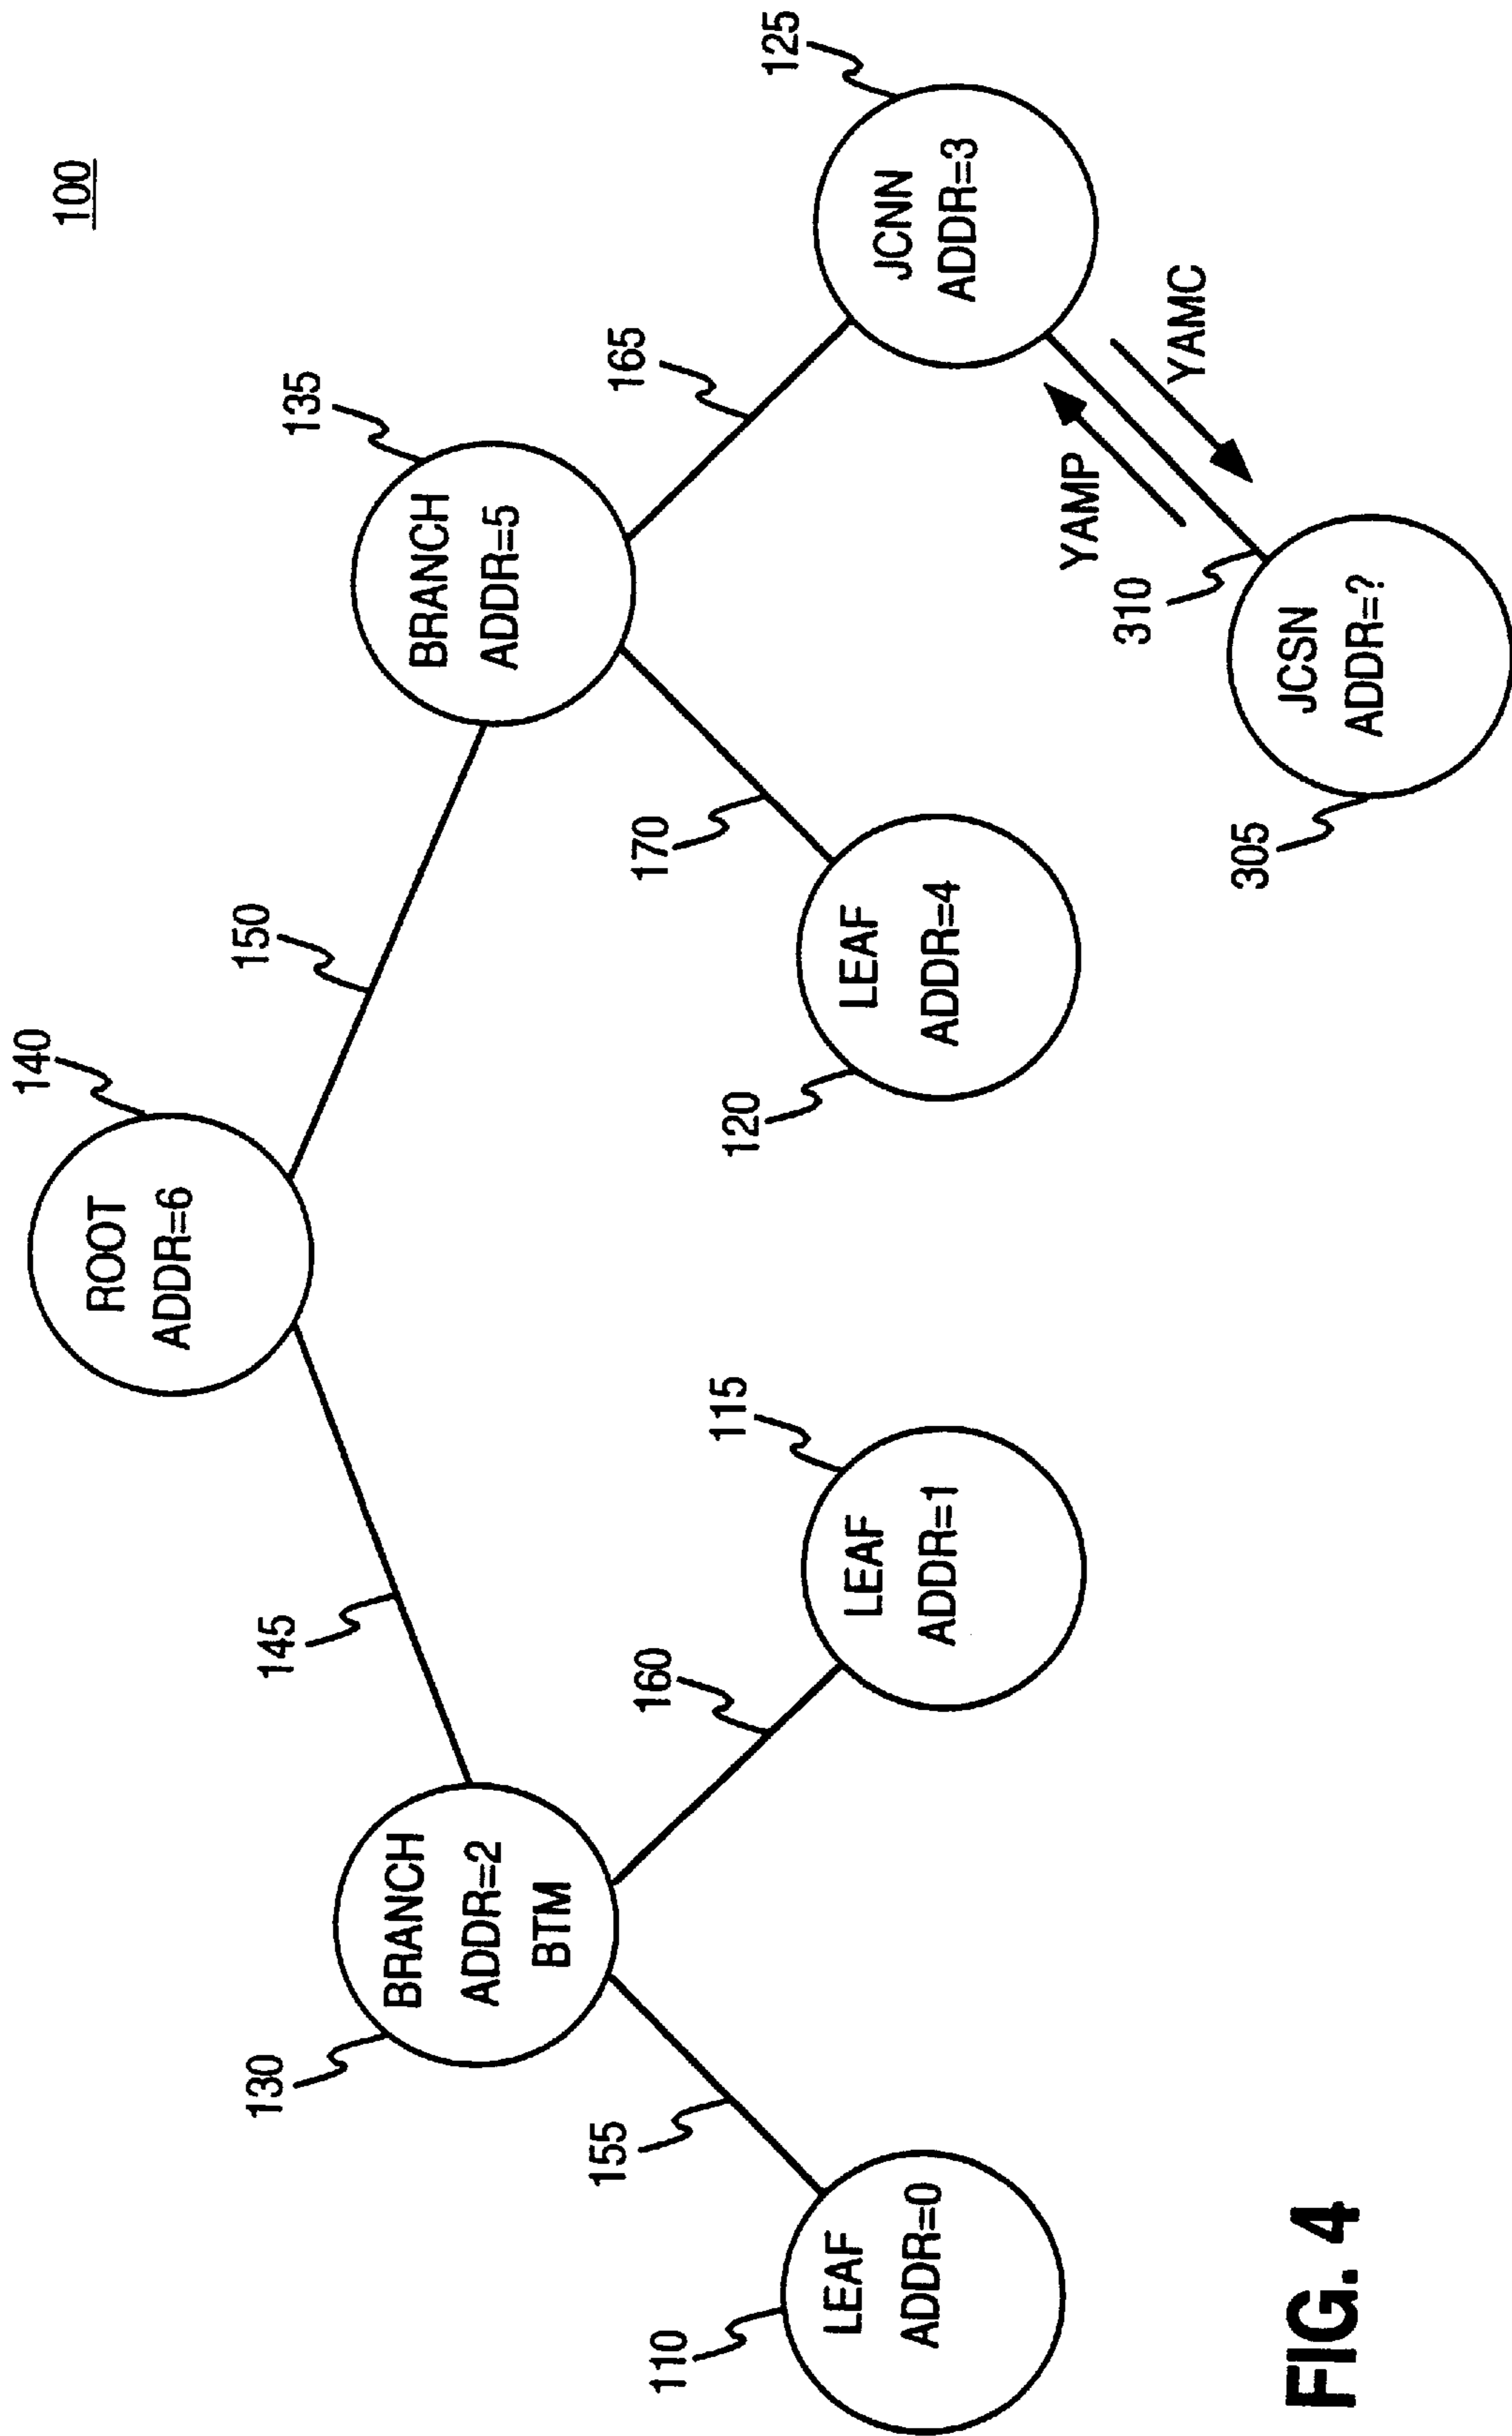 100
140
ROOT
ADDR=6
145
150
130
BRANCH
ADDR=2
BTM
135
BRANCH
ADDR=5
155
160
170
165
110
LEAF
ADDR=0
115
LEAF
ADDR=1
120
LEAF
ADDR=4
125
JCNN
ADDR=3
YAMP
YAMC
310
305
JCSN
ADDR=?
FIG. 4